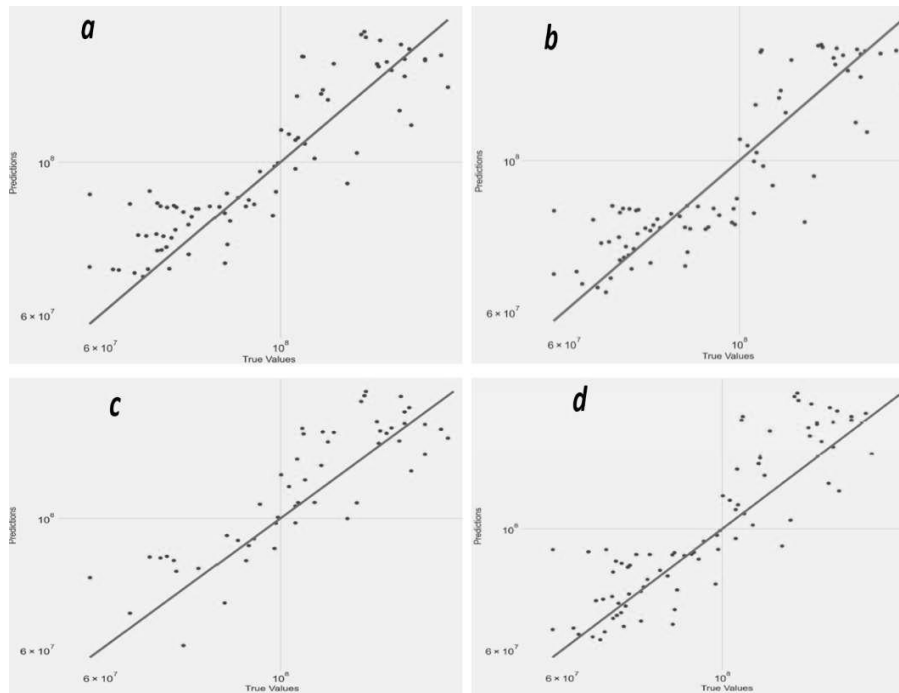 a
Predictions
10⁸
6 × 10⁷
6 × 10⁷
10⁸
True Values
b
Predictions
10⁸
6 × 10⁷
6 × 10⁷
10⁸
True Values
c
Predictions
10⁸
6 × 10⁷
6 × 10⁷
10⁸
True Values
d
Predictions
10⁸
6 × 10⁷
6 × 10⁷
10⁸
True Values